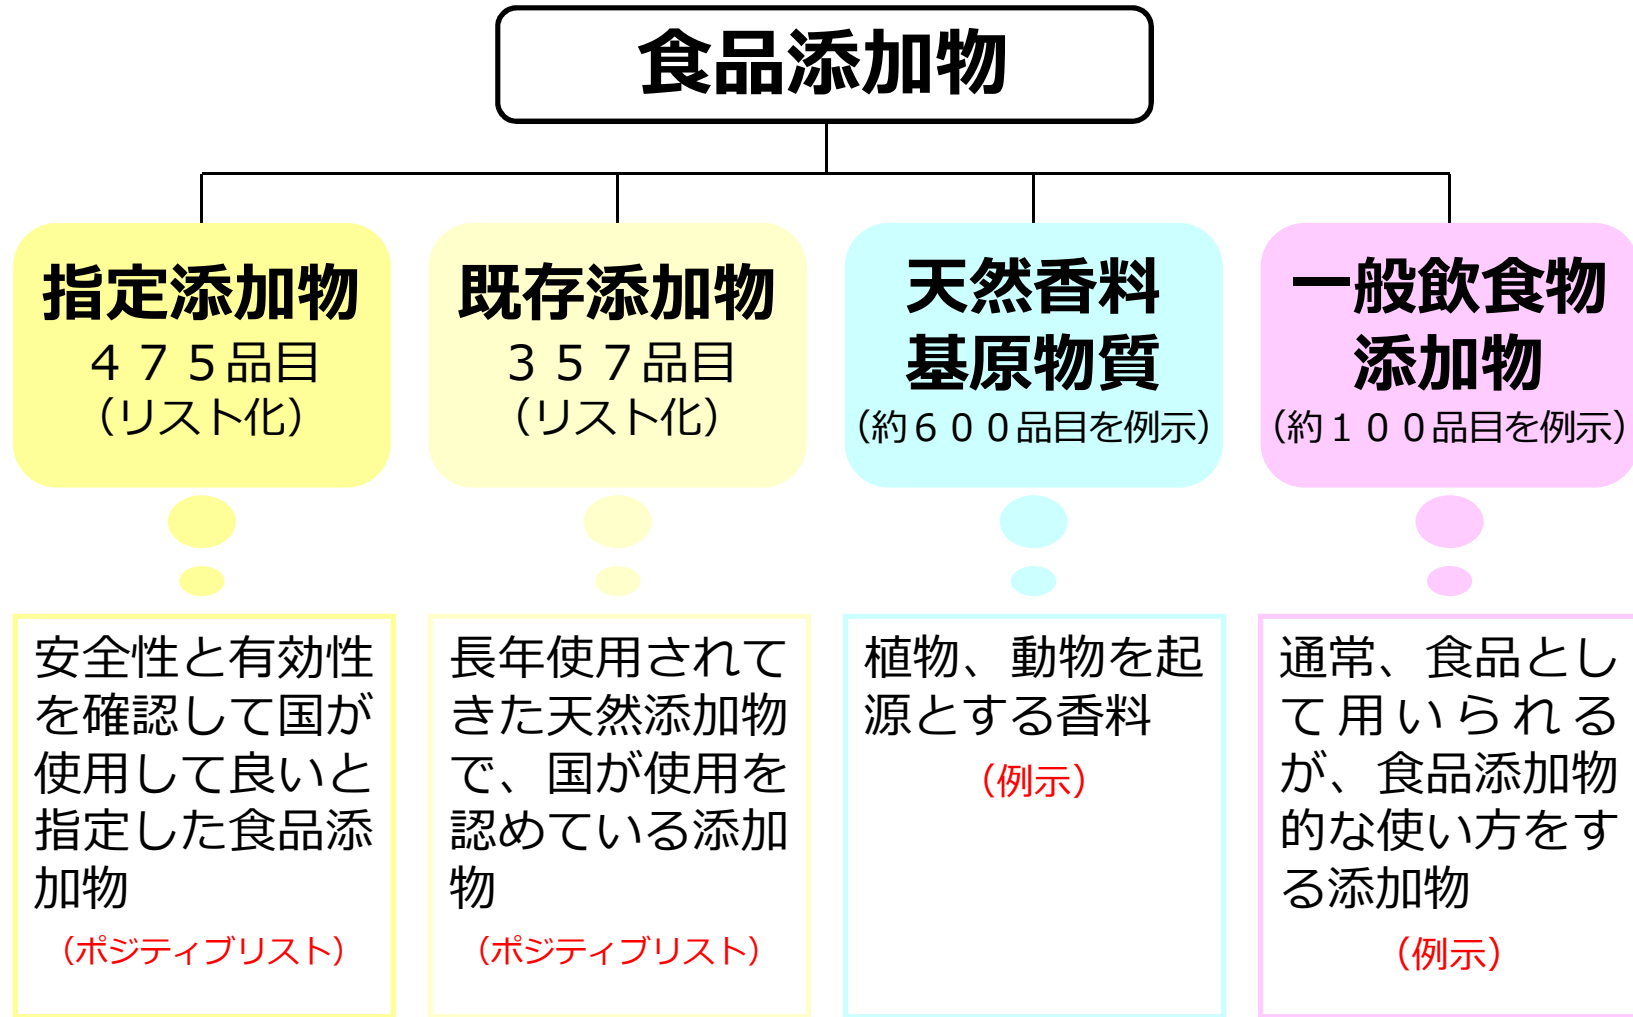 食品添加物
指定添加物
４７５品目
（リスト化）
既存添加物
３５７品目
（リスト化）
天然香料
基原物質
（約６００品目を例示）
一般飲食物
添加物
（約１００品目を例示）
安全性と有効性
を確認して国が
使用して良いと
指定した食品添
加物
（ポジティブリスト）
長年使用されて
きた天然添加物
で、国が使用を
認めている添加
物
（ポジティブリスト）
植物、動物を起
源とする香料
（例示）
通常、食品とし
て用いられる
が、食品添加物
的な使い方をす
る添加物
（例示）